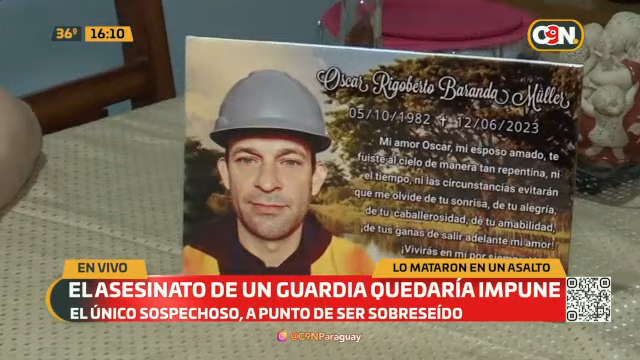 36º
16:10
C9N
Oscar Rigoberto Baranda Müller
05/10/1982 ✝ 12/06/2023
Mi amor Oscar, mi esposo amado, te
fuiste al cielo de manera tan repentina, ni
el tiempo, ni las circunstancias evitarán
que me olvide de tu sonrisa, de tu alegría,
de tu caballerosidad, de tu amabilidad,
¡de tus ganas de salir adelante mi amor!
¡Vivirás en mi por siem
EN VIVO
LO MATARON EN UN ASALTO
EL ASESINATO DE UN GUARDIA QUEDARÍA IMPUNE
EL ÚNICO SOSPECHOSO, A PUNTO DE SER SOBRESEÍDO
@C9NParaguay